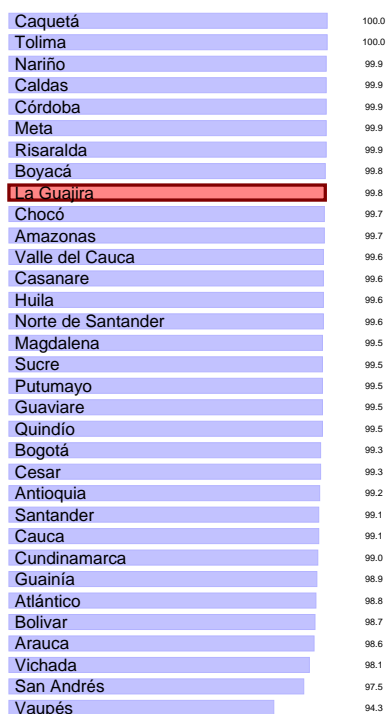 Caquetá 100.0
Tolima 100.0
Nariño 99.9
Caldas 99.9
Córdoba 99.9
Meta 99.9
Risaralda 99.9
Boyacá 99.8
La Guajira 99.8
Chocó 99.7
Amazonas 99.7
Valle del Cauca 99.6
Casanare 99.6
Huila 99.6
Norte de Santander 99.6
Magdalena 99.5
Sucre 99.5
Putumayo 99.5
Guaviare 99.5
Quindío 99.5
Bogotá 99.3
Cesar 99.3
Antioquia 99.2
Santander 99.1
Cauca 99.1
Cundinamarca 99.0
Guainía 98.9
Atlántico 98.8
Bolivar 98.7
Arauca 98.6
Vichada 98.1
San Andrés 97.5
Vaupés 94.3